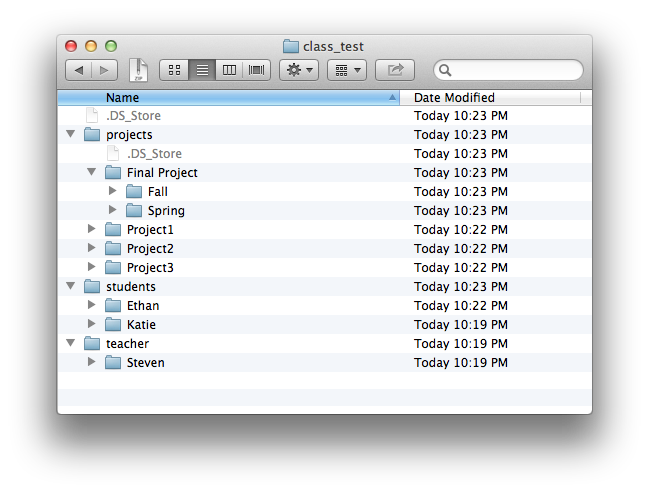 class_test
ZIP
Name Date Modified
.DS_Store Today 10:23 PM
projects Today 10:23 PM
.DS_Store Today 10:23 PM
Final Project Today 10:23 PM
Fall Today 10:23 PM
Spring Today 10:23 PM
Project1 Today 10:22 PM
Project2 Today 10:22 PM
Project3 Today 10:22 PM
students Today 10:23 PM
Ethan Today 10:22 PM
Katie Today 10:19 PM
teacher Today 10:19 PM
Steven Today 10:19 PM